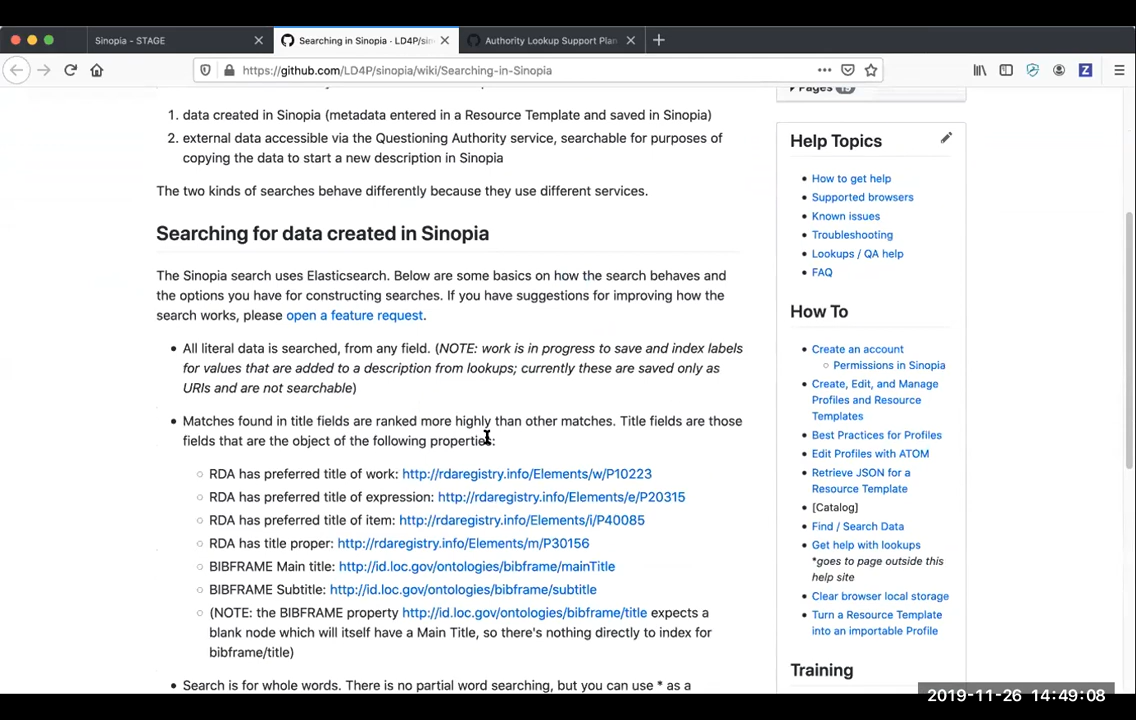 Sinopia - STAGE
Searching in Sinopia · LD4P/sin
Authority Lookup Support Plan
https://github.com/LD4P/sinopia/wiki/Searching-in-Sinopia
1. data created in Sinopia (metadata entered in a Resource Template and saved in Sinopia)
2. external data accessible via the Questioning Authority service, searchable for purposes of
copying the data to start a new description in Sinopia
The two kinds of searches behave differently because they use different services.
Searching for data created in Sinopia
The Sinopia search uses Elasticsearch. Below are some basics on how the search behaves and
the options you have for constructing searches. If you have suggestions for improving how the
search works, please open a feature request.
• All literal data is searched, from any field. (NOTE: work is in progress to save and index labels
for values that are added to a description from lookups; currently these are saved only as
URIs and are not searchable)
• Matches found in title fields are ranked more highly than other matches. Title fields are those
fields that are the object of the following properties:
RDA has preferred title of work: http://rdaregistry.info/Elements/w/P10223
RDA has preferred title of expression: http://rdaregistry.info/Elements/e/P20315
RDA has preferred title of item: http://rdaregistry.info/Elements/i/P40085
RDA has title proper: http://rdaregistry.info/Elements/m/P30156
BIBFRAME Main title: http://id.loc.gov/ontologies/bibframe/mainTitle
BIBFRAME Subtitle: http://id.loc.gov/ontologies/bibframe/subtitle
(NOTE: the BIBFRAME property http://id.loc.gov/ontologies/bibframe/title expects a
blank node which will itself have a Main Title, so there's nothing directly to index for
bibframe/title)
• Search is for whole words. There is no partial word searching, but you can use * as a
Pages
Help Topics
• How to get help
• Supported browsers
• Known issues
• Troubleshooting
• Lookups / QA help
• FAQ
How To
• Create an account
Permissions in Sinopia
• Create, Edit, and Manage
Profiles and Resource
Templates
• Best Practices for Profiles
• Edit Profiles with ATOM
• Retrieve JSON for a
Resource Template
• [Catalog]
• Find / Search Data
• Get help with lookups
*goes to page outside this
help site
• Clear browser local storage
• Turn a Resource Template
into an importable Profile
Training
2019-11-26 14:49:08